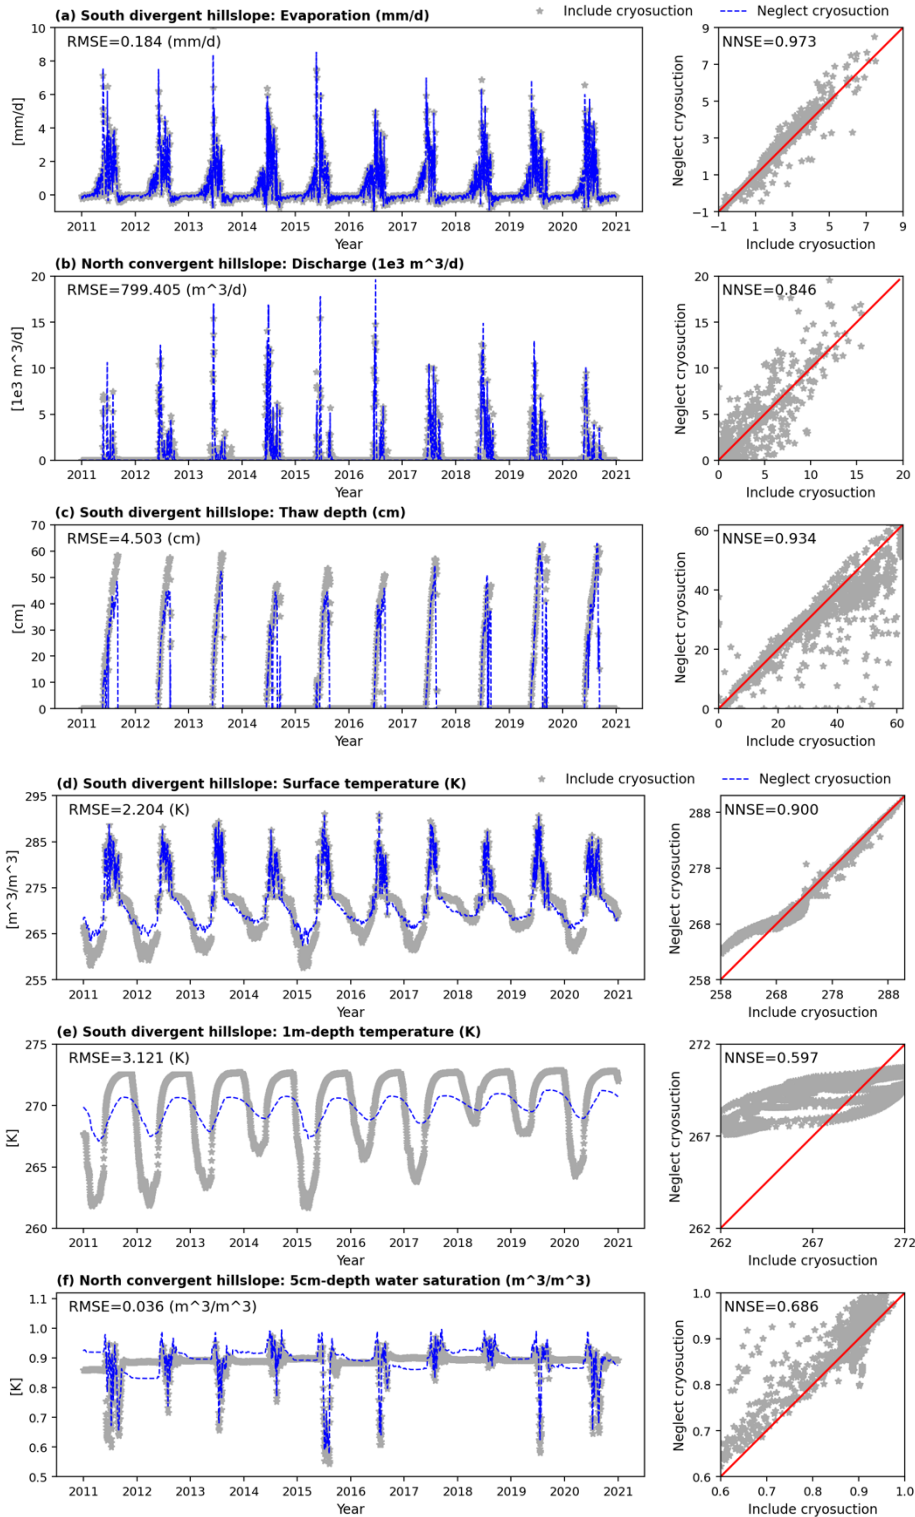 Include cryosuction   Neglect cryosuction
(a) South divergent hillslope: Evaporation (mm/d)
RMSE=0.184 (mm/d)
[mm/d]
10
8
6
4
2
0
2011 2012 2013 2014 2015 2016 2017 2018 2019 2020 2021
Year
NNSE=0.973
Neglect cryosuction
9
7
5
3
1
−1
−1 1 3 5 7 9
Include cryosuction
(b) North convergent hillslope: Discharge (1e3 m^3/d)
RMSE=799.405 (m^3/d)
[1e3 m^3/d]
20
15
10
5
0
2011 2012 2013 2014 2015 2016 2017 2018 2019 2020 2021
Year
NNSE=0.846
Neglect cryosuction
20
15
10
5
0
0 5 10 15 20
Include cryosuction
(c) South divergent hillslope: Thaw depth (cm)
RMSE=4.503 (cm)
[cm]
70
60
50
40
30
20
10
0
2011 2012 2013 2014 2015 2016 2017 2018 2019 2020 2021
Year
NNSE=0.934
Neglect cryosuction
60
40
20
0
0 20 40 60
Include cryosuction
Include cryosuction   Neglect cryosuction
(d) South divergent hillslope: Surface temperature (K)
RMSE=2.204 (K)
[m^3/m^3]
295
285
275
265
255
2011 2012 2013 2014 2015 2016 2017 2018 2019 2020 2021
Year
NNSE=0.900
Neglect cryosuction
288
278
268
258
258 268 278 288
Include cryosuction
(e) South divergent hillslope: 1m-depth temperature (K)
RMSE=3.121 (K)
[K]
275
270
265
260
2011 2012 2013 2014 2015 2016 2017 2018 2019 2020 2021
Year
NNSE=0.597
Neglect cryosuction
272
267
262
262 267 272
Include cryosuction
(f) North convergent hillslope: 5cm-depth water saturation (m^3/m^3)
RMSE=0.036 (m^3/m^3)
[K]
1.1
1.0
0.9
0.8
0.7
0.6
0.5
2011 2012 2013 2014 2015 2016 2017 2018 2019 2020 2021
Year
NNSE=0.686
Neglect cryosuction
1.0
0.9
0.8
0.7
0.6
0.6 0.7 0.8 0.9 1.0
Include cryosuction